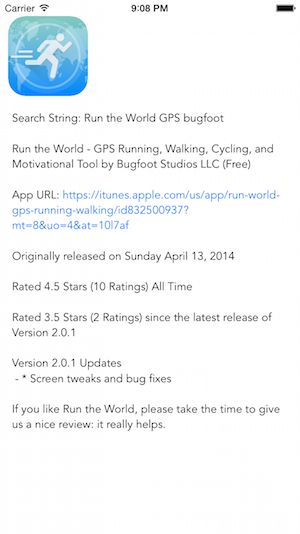 Carrier 9:08 PM
Search String: Run the World GPS bugfoot
Run the World - GPS Running, Walking, Cycling, and
Motivational Tool by Bugfoot Studios LLC (Free)
App URL: https://itunes.apple.com/us/app/run-world-
gps-running-walking/id832500937?
mt=8&uo=4&at=10l7af
Originally released on Sunday April 13, 2014
Rated 4.5 Stars (10 Ratings) All Time
Rated 3.5 Stars (2 Ratings) since the latest release of
Version 2.0.1
Version 2.0.1 Updates
- * Screen tweaks and bug fixes
If you like Run the World, please take the time to give
us a nice review: it really helps.